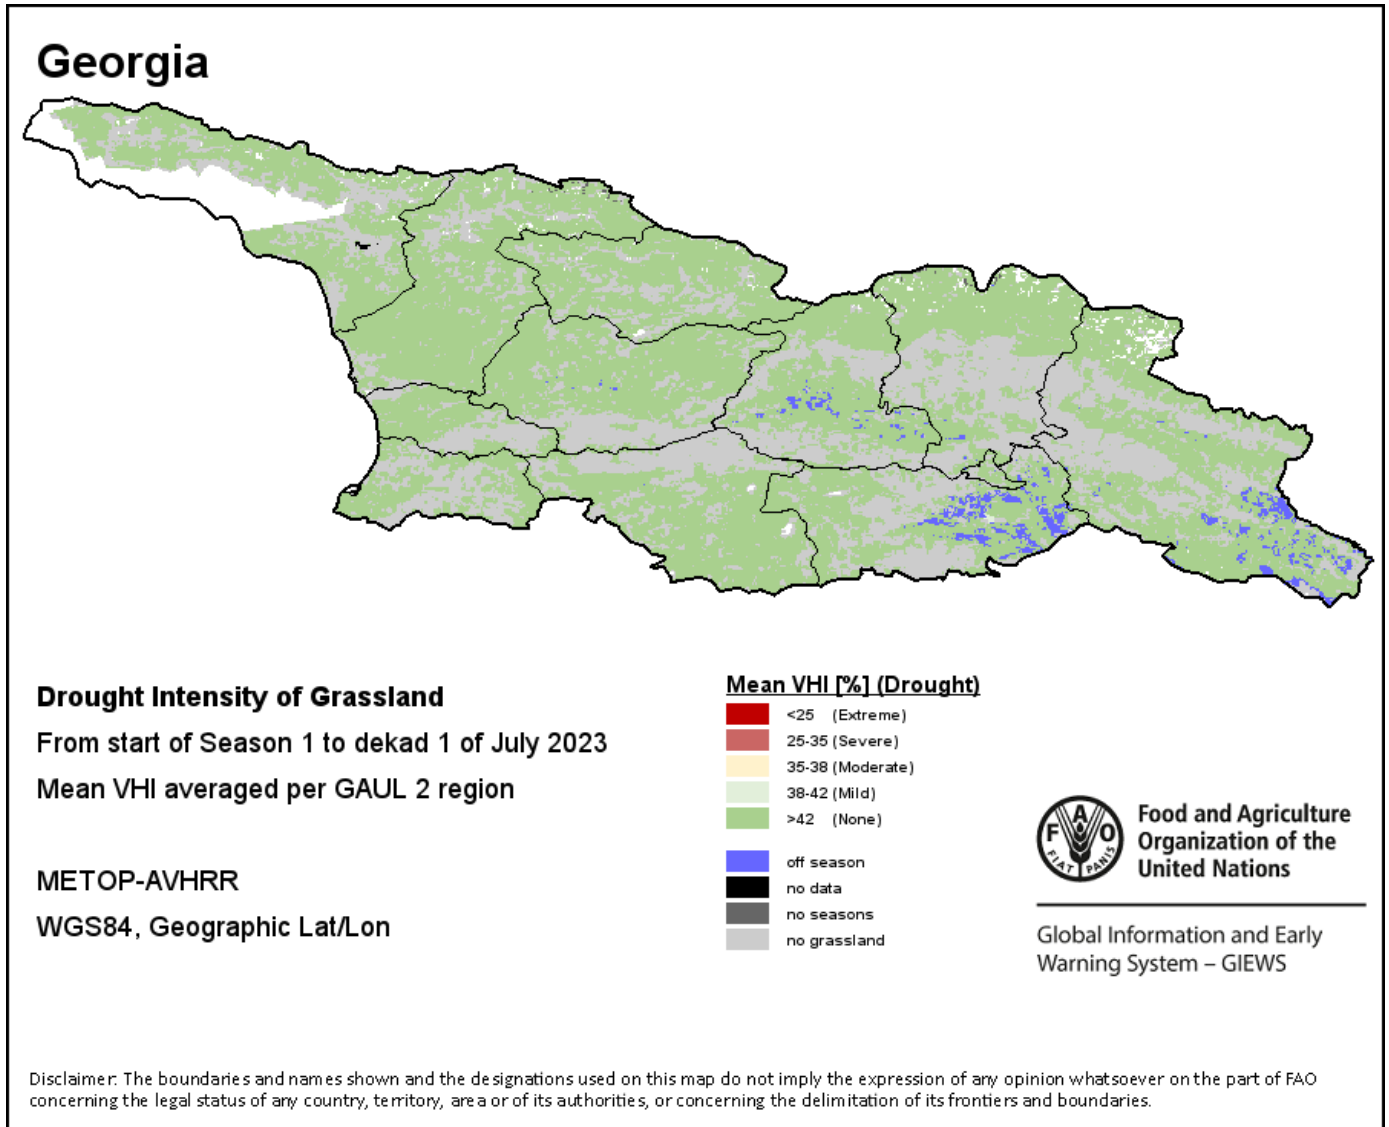 Georgia
Drought Intensity of Grassland
From start of Season 1 to dekad 1 of July 2023
Mean VHI averaged per GAUL 2 region
METOP-AVHRR
WGS84, Geographic Lat/Lon
Mean VHI [%] (Drought)
<25 (Extreme)
25-35 (Severe)
35-38 (Moderate)
38-42 (Mild)
>42 (None)
off season
no data
no seasons
no grassland
F A O
FIAT PANIS
Food and Agriculture
Organization of the
United Nations
Global Information and Early
Warning System – GIEWS
Disclaimer: The boundaries and names shown and the designations used on this map do not imply the expression of any opinion whatsoever on the part of FAO
concerning the legal status of any country, territory, area or of its authorities, or concerning the delimitation of its frontiers and boundaries.